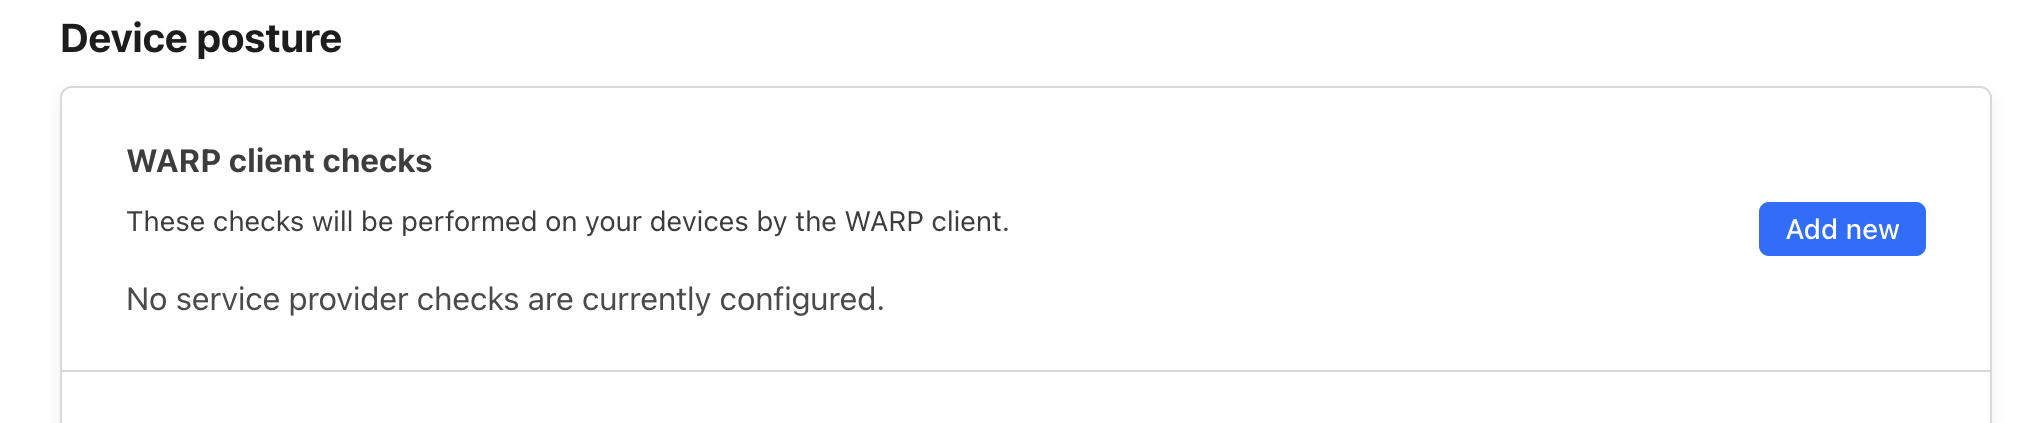 Device posture
WARP client checks
These checks will be performed on your devices by the WARP client.
Add new
No service provider checks are currently configured.